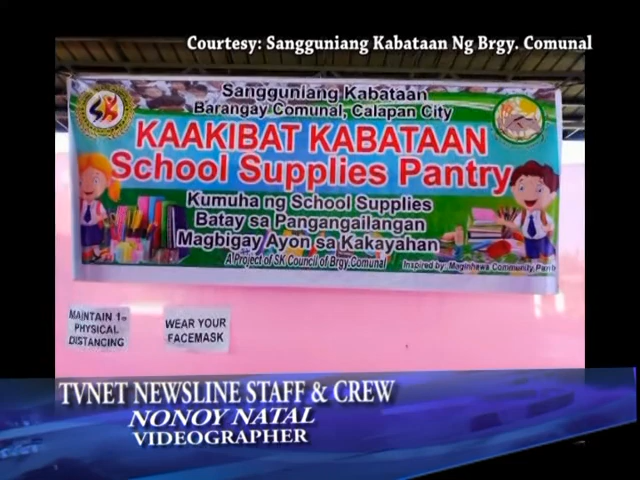 Courtesy: Sangguniang Kabataan Ng Brgy. Comunal
Sangguniang Kabataan
Barangay Comunal, Calapan City
KAAKIBAT KABATAAN
School Supplies Pantry
Kumuha ng School Supplies
Batay sa Pangangailangan
Magbigay Ayon sa Kakayahan
A Project of SK Council of Brgy.Comunal
Inspired by: Maginhawa Community Pantry
MAINTAIN 1m
PHYSICAL
DISTANCING
WEAR YOUR
FACEMASK
TVNET NEWSLINE STAFF & CREW
NONOY NATAL
VIDEOGRAPHER